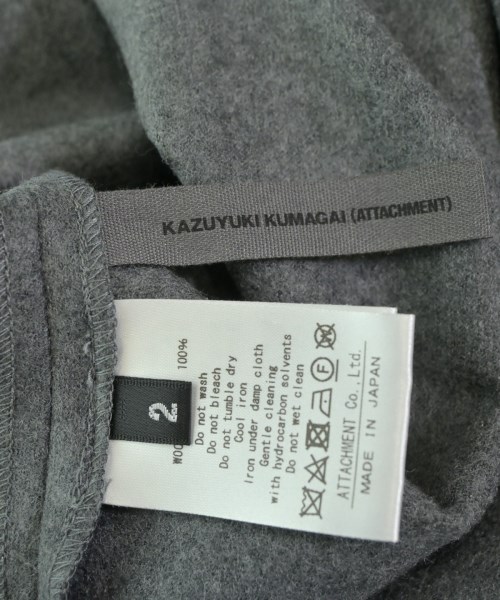 KAZUYUKI KUMAGAI (ATTACHMENT)
2
100%
Do not wash
Do not bleach
Do not tumble dry
Cool iron
Iron under damp cloth
Gentle cleaning
with hydrocarbon solvents
Do not wet clean
ATTACHMENT Co.,Ltd.
MADE IN JAPAN